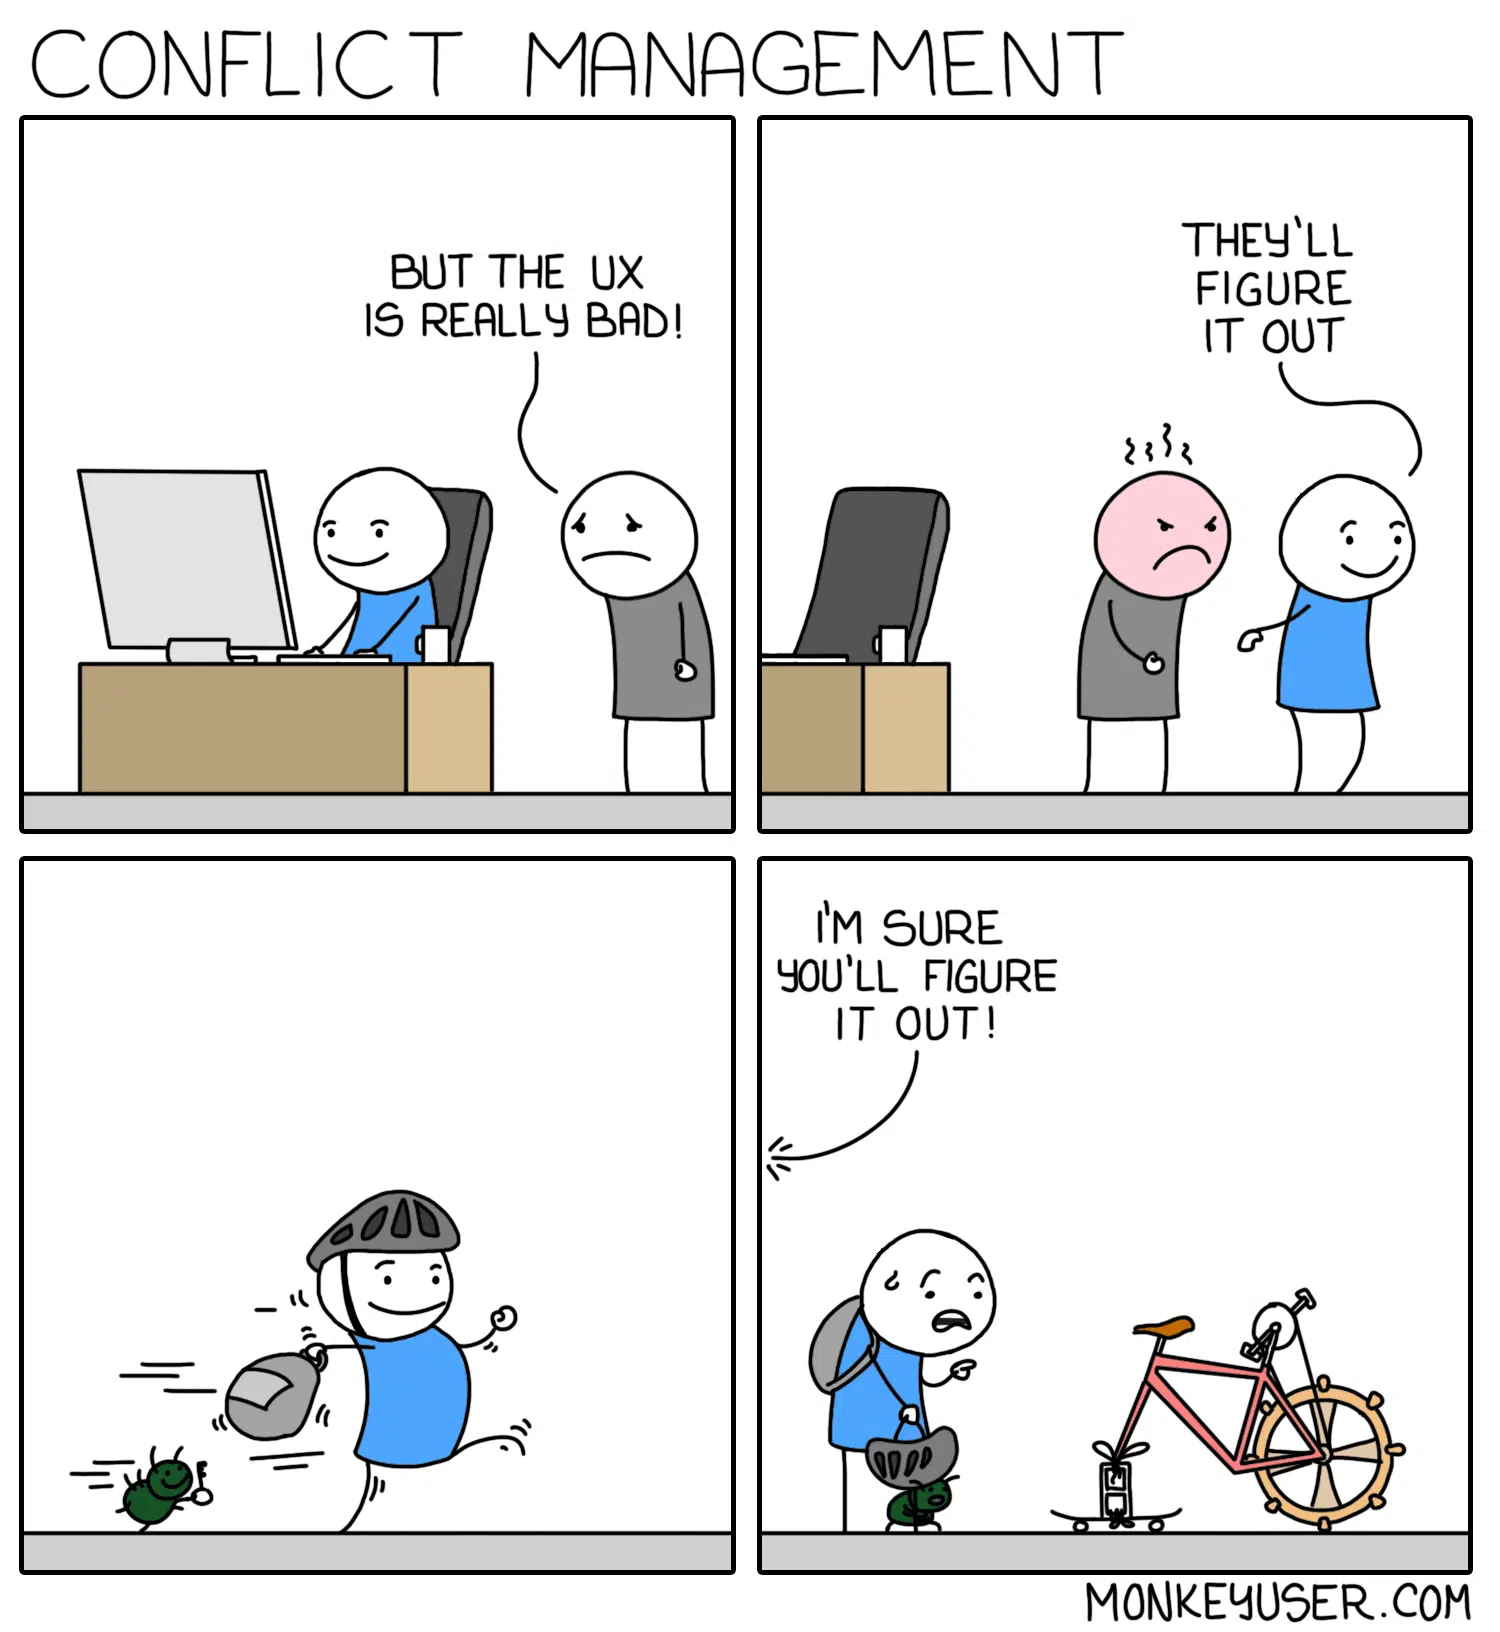 CONFLICT MANAGEMENT
BUT THE UX
IS REALLY BAD!
THEY'LL
FIGURE
IT OUT
I'M SURE
YOU'LL FIGURE
IT OUT!
MONKEYUSER.COM